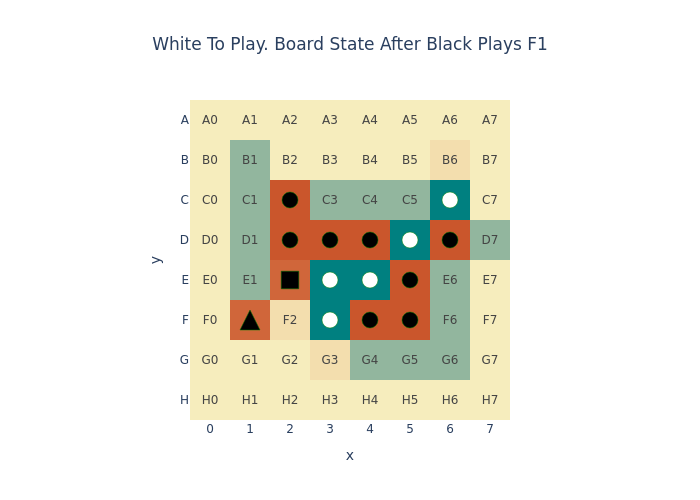 White To Play. Board State After Black Plays F1
A A0 A1 A2 A3 A4 A5 A6 A7
B B0 B1 B2 B3 B4 B5 B6 B7
C C0 C1 C3 C4 C5 C7
D D0 D1 D7
E E0 E1 E6 E7
F F0 F2 F6 F7
G G0 G1 G2 G3 G4 G5 G6 G7
H H0 H1 H2 H3 H4 H5 H6 H7
0 1 2 3 4 5 6 7
x
y